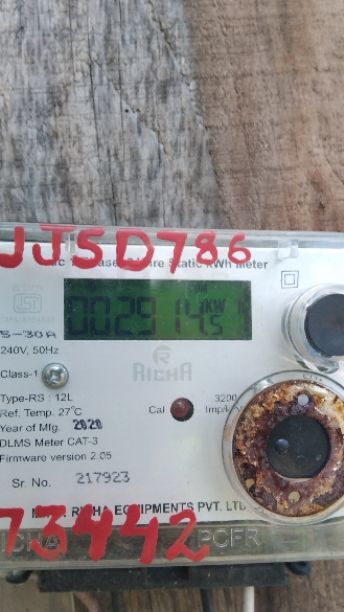 JJSD786
Static kWh Meter
002914.5 kW
5-30A
240V, 50Hz
RICHA
Class-1
Type-RS : 12L
Ref. Temp. 27°C
Cal
3200
Year of Mfg. 2020
DLMS Meter CAT-3
Firmware version 2.05
Sr. No. 217923
RICHA EQUIPMENTS PVT. LTD
73442